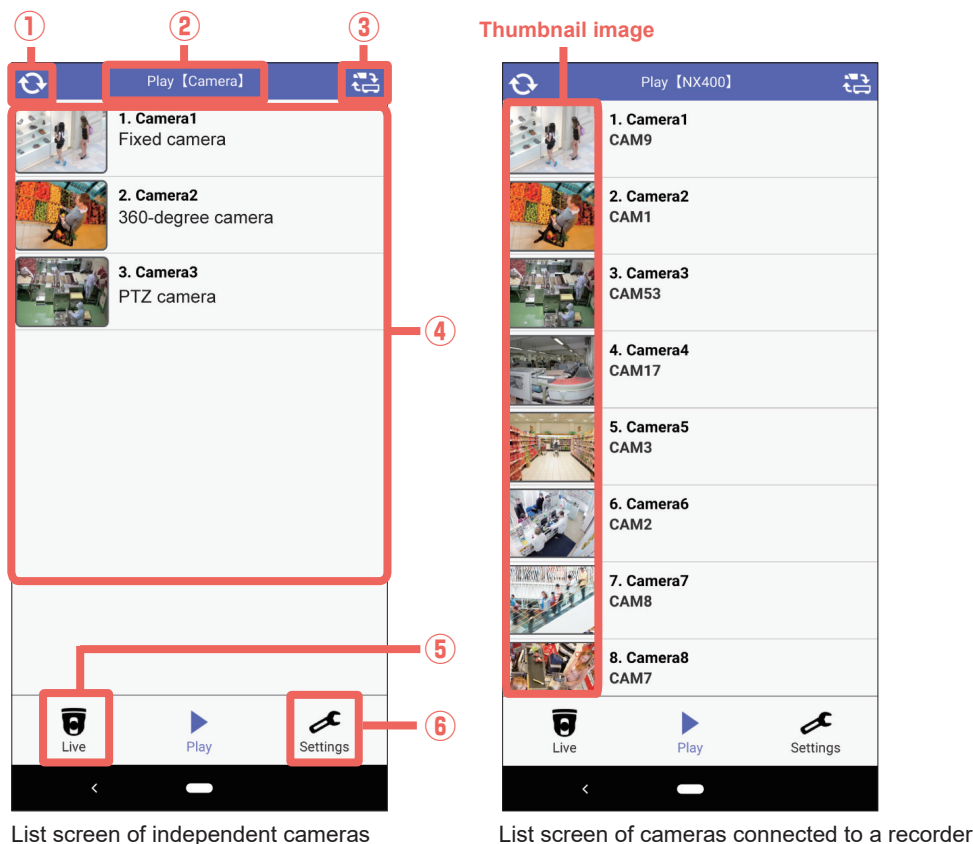 ① ② ③
Play【Camera】
1. Camera1
Fixed camera
2. Camera2
360-degree camera
3. Camera3
PTZ camera
④
⑤
⑥
Live
Play
Settings
List screen of independent cameras
Thumbnail image
Play【NX400】
1. Camera1
CAM9
2. Camera2
CAM1
3. Camera3
CAM53
4. Camera4
CAM17
5. Camera5
CAM3
6. Camera6
CAM2
7. Camera7
CAM8
8. Camera8
CAM7
Live
Play
Settings
List screen of cameras connected to a recorder